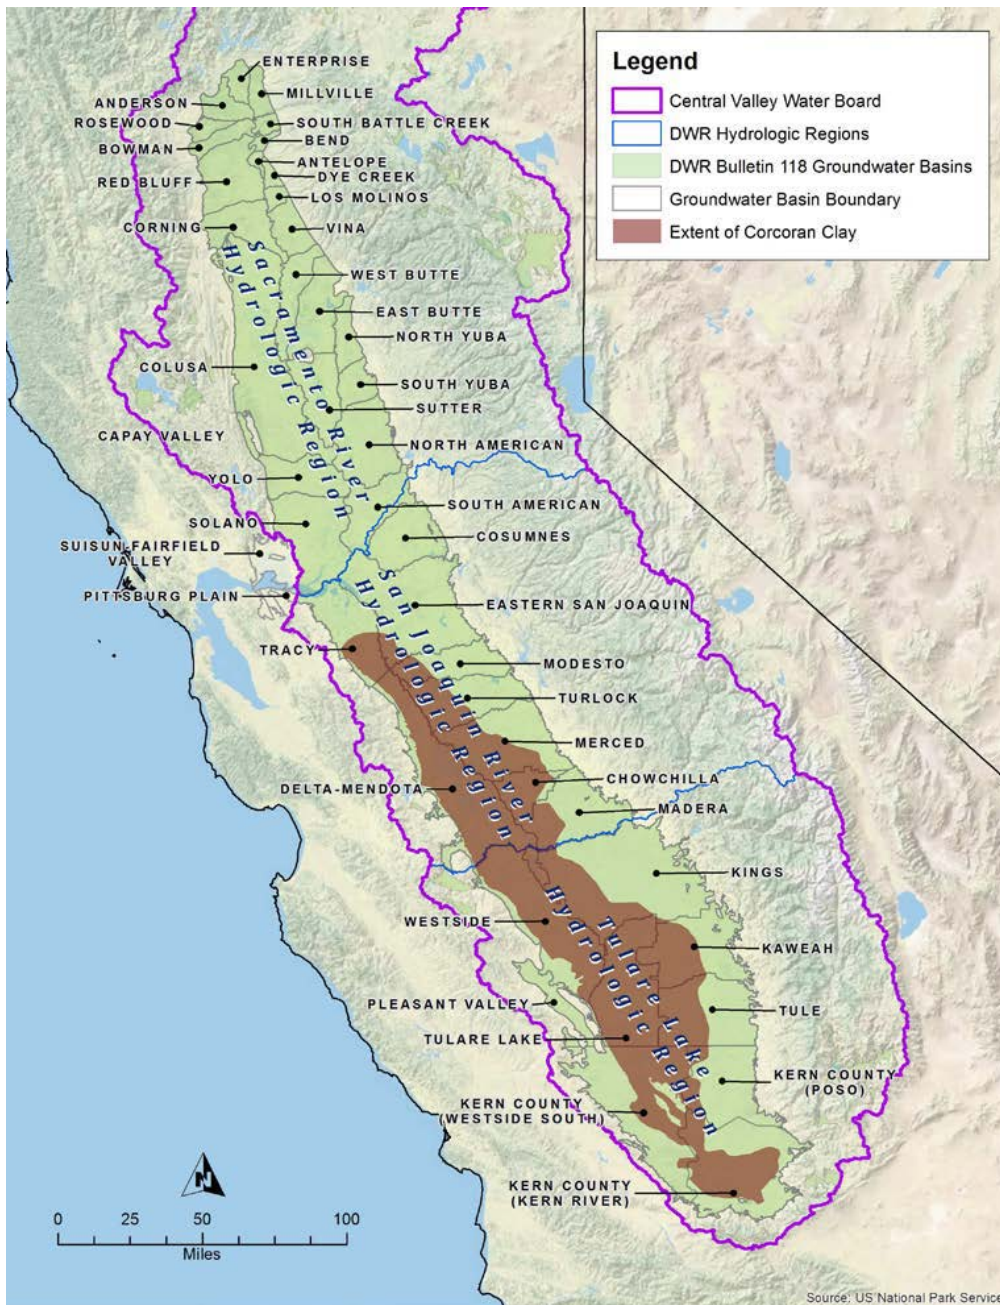 Legend
Central Valley Water Board
DWR Hydrologic Regions
DWR Bulletin 118 Groundwater Basins
Groundwater Basin Boundary
Extent of Corcoran Clay
ENTERPRISE
MILLVILLE
ANDERSON
SOUTH BATTLE CREEK
ROSEWOOD
BEND
BOWMAN
ANTELOPE
DYE CREEK
RED BLUFF
LOS MOLINOS
CORNING
VINA
Sacramento River
Hydrologic Region
WEST BUTTE
EAST BUTTE
NORTH YUBA
COLUSA
SOUTH YUBA
SUTTER
CAPAY VALLEY
NORTH AMERICAN
YOLO
SOUTH AMERICAN
SOLANO
COSUMNES
SUISUN-FAIRFIELD
VALLEY
PITTSBURG PLAIN
San Joaquin River
Hydrologic Region
EASTERN SAN JOAQUIN
TRACY
MODESTO
TURLOCK
MERCED
CHOWCHILLA
DELTA-MENDOTA
MADERA
KINGS
WESTSIDE
Tulare Lake
Hydrologic Region
KAWEAH
PLEASANT VALLEY
TULE
TULARE LAKE
KERN COUNTY
(POSO)
KERN COUNTY
(WESTSIDE SOUTH)
KERN COUNTY
(KERN RIVER)
N
0 25 50 100
Miles
Source: US National Park Service